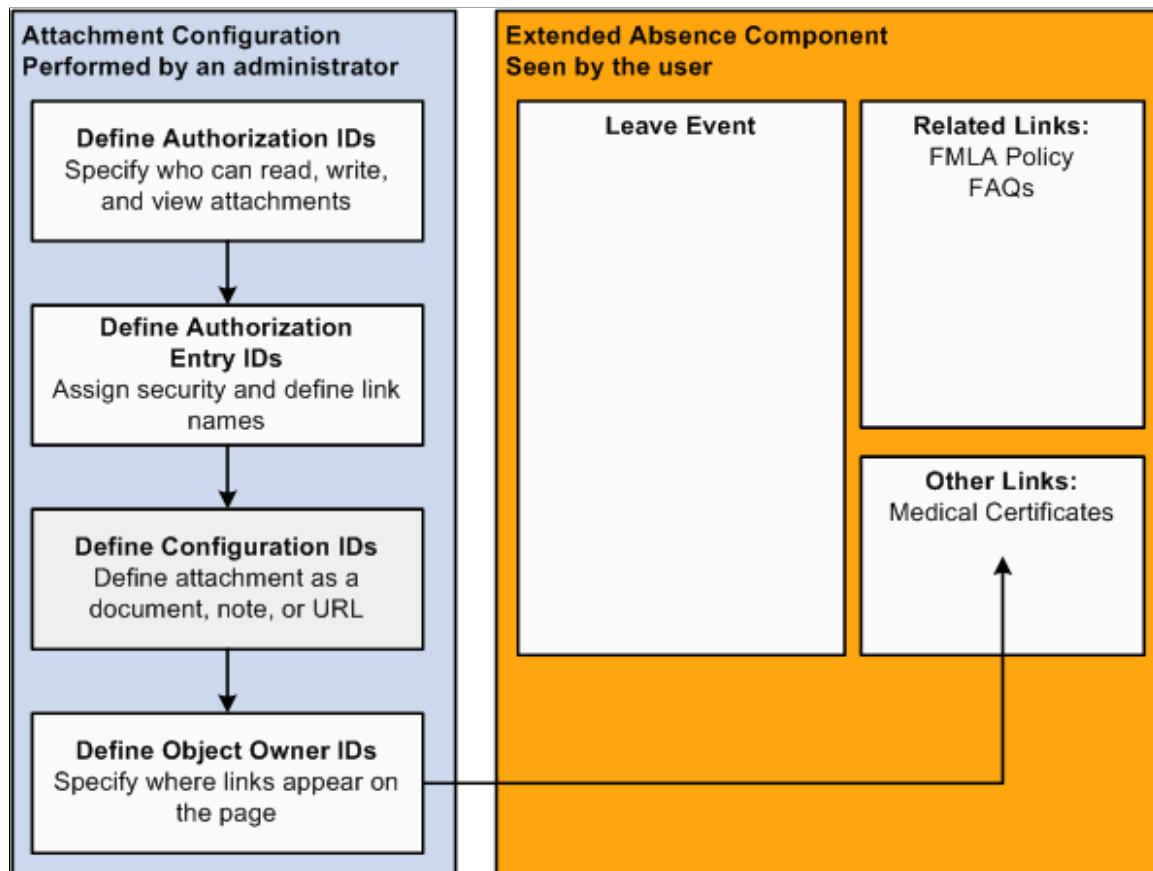 Attachment Configuration
Performed by an administrator
Define Authorization IDs
Specify who can read, write,
and view attachments
Define Authorization
Entry IDs
Assign security and define link
names
Define Configuration IDs
Define attachment as a
document, note, or URL
Define Object Owner IDs
Specify where links appear on
the page
Extended Absence Component
Seen by the user
Leave Event
Related Links:
FMLA Policy
FAQs
Other Links:
Medical Certificates